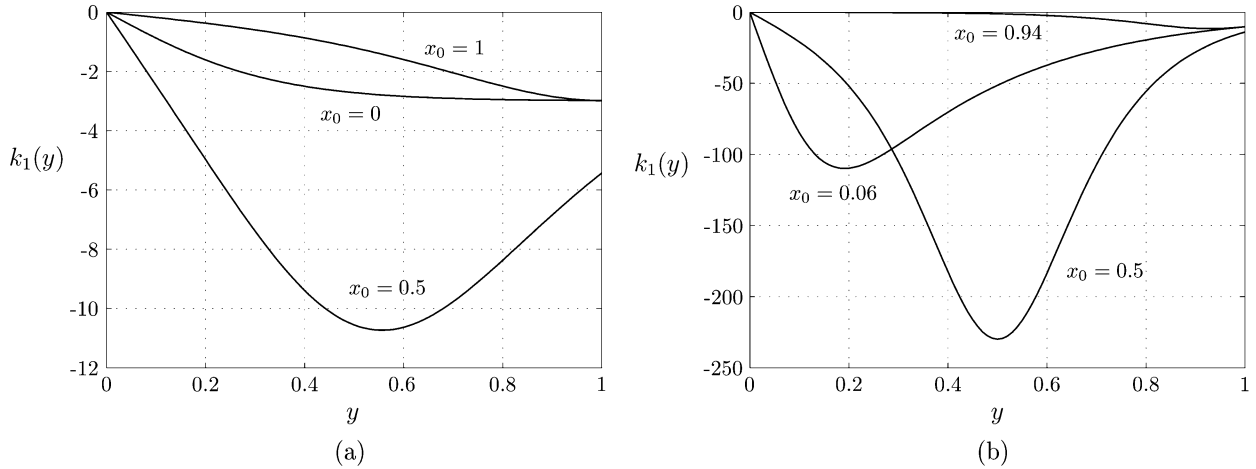 0
-2
-4
-6
-8
-10
-12
k₁(y)
x₀ = 1
x₀ = 0
x₀ = 0.5
0 0.2 0.4 0.6 0.8 1
y
(a)
0
-50
-100
-150
-200
-250
k₁(y)
x₀ = 0.94
x₀ = 0.06
x₀ = 0.5
0 0.2 0.4 0.6 0.8 1
y
(b)